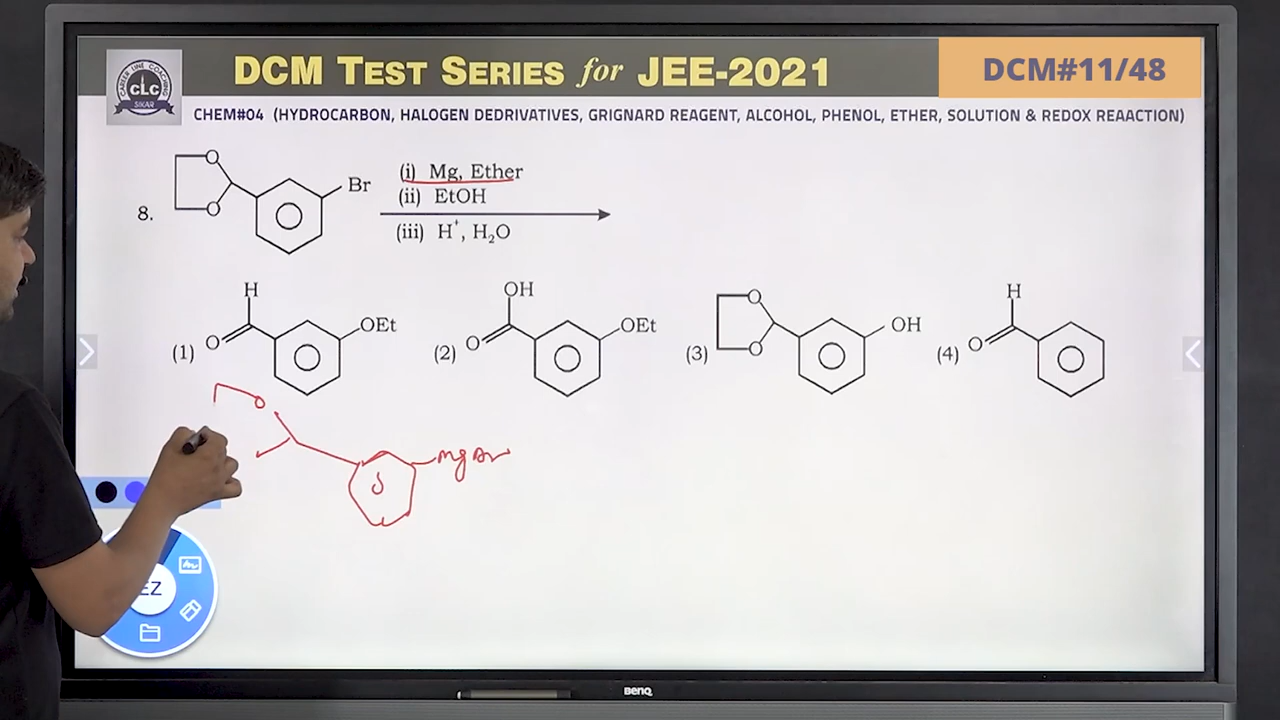 DCM TEST SERIES for JEE-2021
DCM#11/48
CAREER LINE COACHING
CLC
SIKAR
CHEM#04 (HYDROCARBON, HALOGEN DEDRIVATIVES, GRIGNARD REAGENT, ALCOHOL, PHENOL, ETHER, SOLUTION & REDOX REAACTION)
8.
O
O
Br
(i) Mg, Ether
(ii) EtOH
(iii) H⁺, H₂O
(1)
H
O
OEt
(2)
OH
O
OEt
(3)
O
O
OH
(4)
H
O
O
MgBr
EZ
BenQ